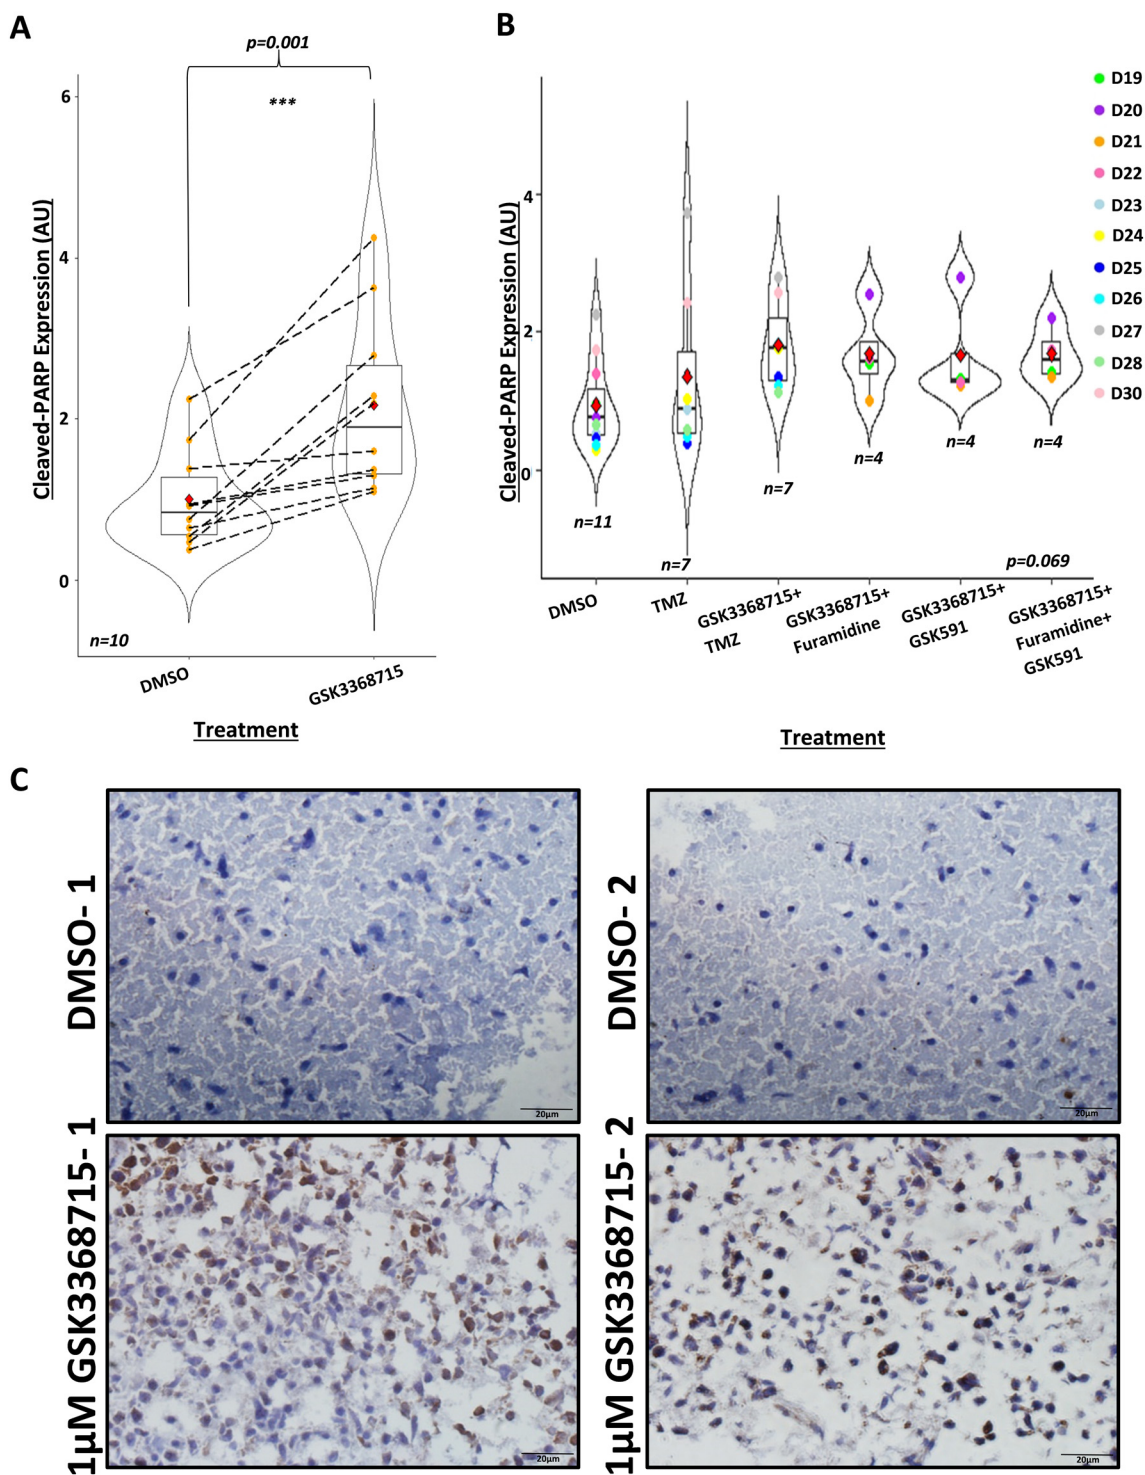 A
p=0.001
***
6
4
2
0
Cleaved-PARP Expression (AU)
n=10
DMSO
GSK3368715
Treatment
B
4
2
0
Cleaved-PARP Expression (AU)
n=11
n=7
n=7
n=4
n=4
n=4
p=0.069
DMSO
TMZ
GSK3368715+
TMZ
GSK3368715+
Furamidine
GSK3368715+
GSK591
GSK3368715+
Furamidine+
GSK591
Treatment
D19
D20
D21
D22
D23
D24
D25
D26
D27
D28
D30
C
DMSO- 1
20µm
DMSO- 2
20µm
1µM GSK3368715- 1
20µm
1µM GSK3368715- 2
20µm